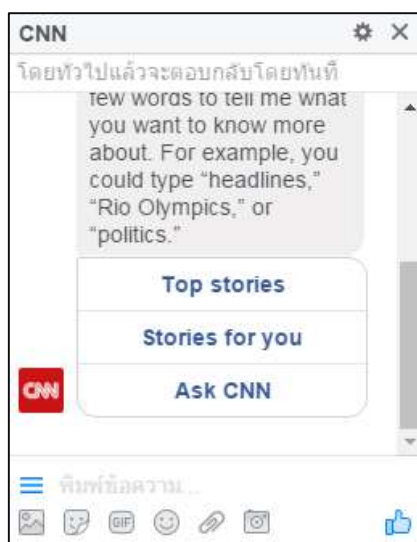 CNN
โดยทั่วไปแล้วจะตอบกลับโดยทันที
few words to tell me what
you want to know more
about. For example, you
could type “headlines,”
“Rio Olympics,” or
“politics.”
Top stories
Stories for you
CNN
Ask CNN
พิมพ์ข้อความ...
GIF